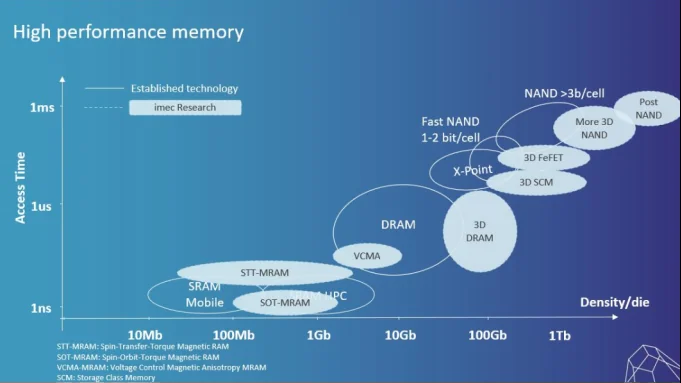 High performance memory
Established technology
imec Research
Access Time
1ms
1us
1ns
NAND >3b/cell
Post
NAND
More 3D
NAND
Fast NAND
1-2 bit/cell
X-Point
3D FeFET
3D SCM
DRAM
3D
DRAM
VCMA
STT-MRAM
SRAM
Mobile
SOT-MRAM
HPC
Density/die
10Mb
100Mb
1Gb
10Gb
100Gb
1Tb
STT-MRAM: Spin-Transfer-Torque Magnetic RAM
SOT-MRAM: Spin-Orbit-Torque Magnetic RAM
VCMA-MRAM: Voltage Control Magnetic Anisotropy MRAM
SCM: Storage Class Memory